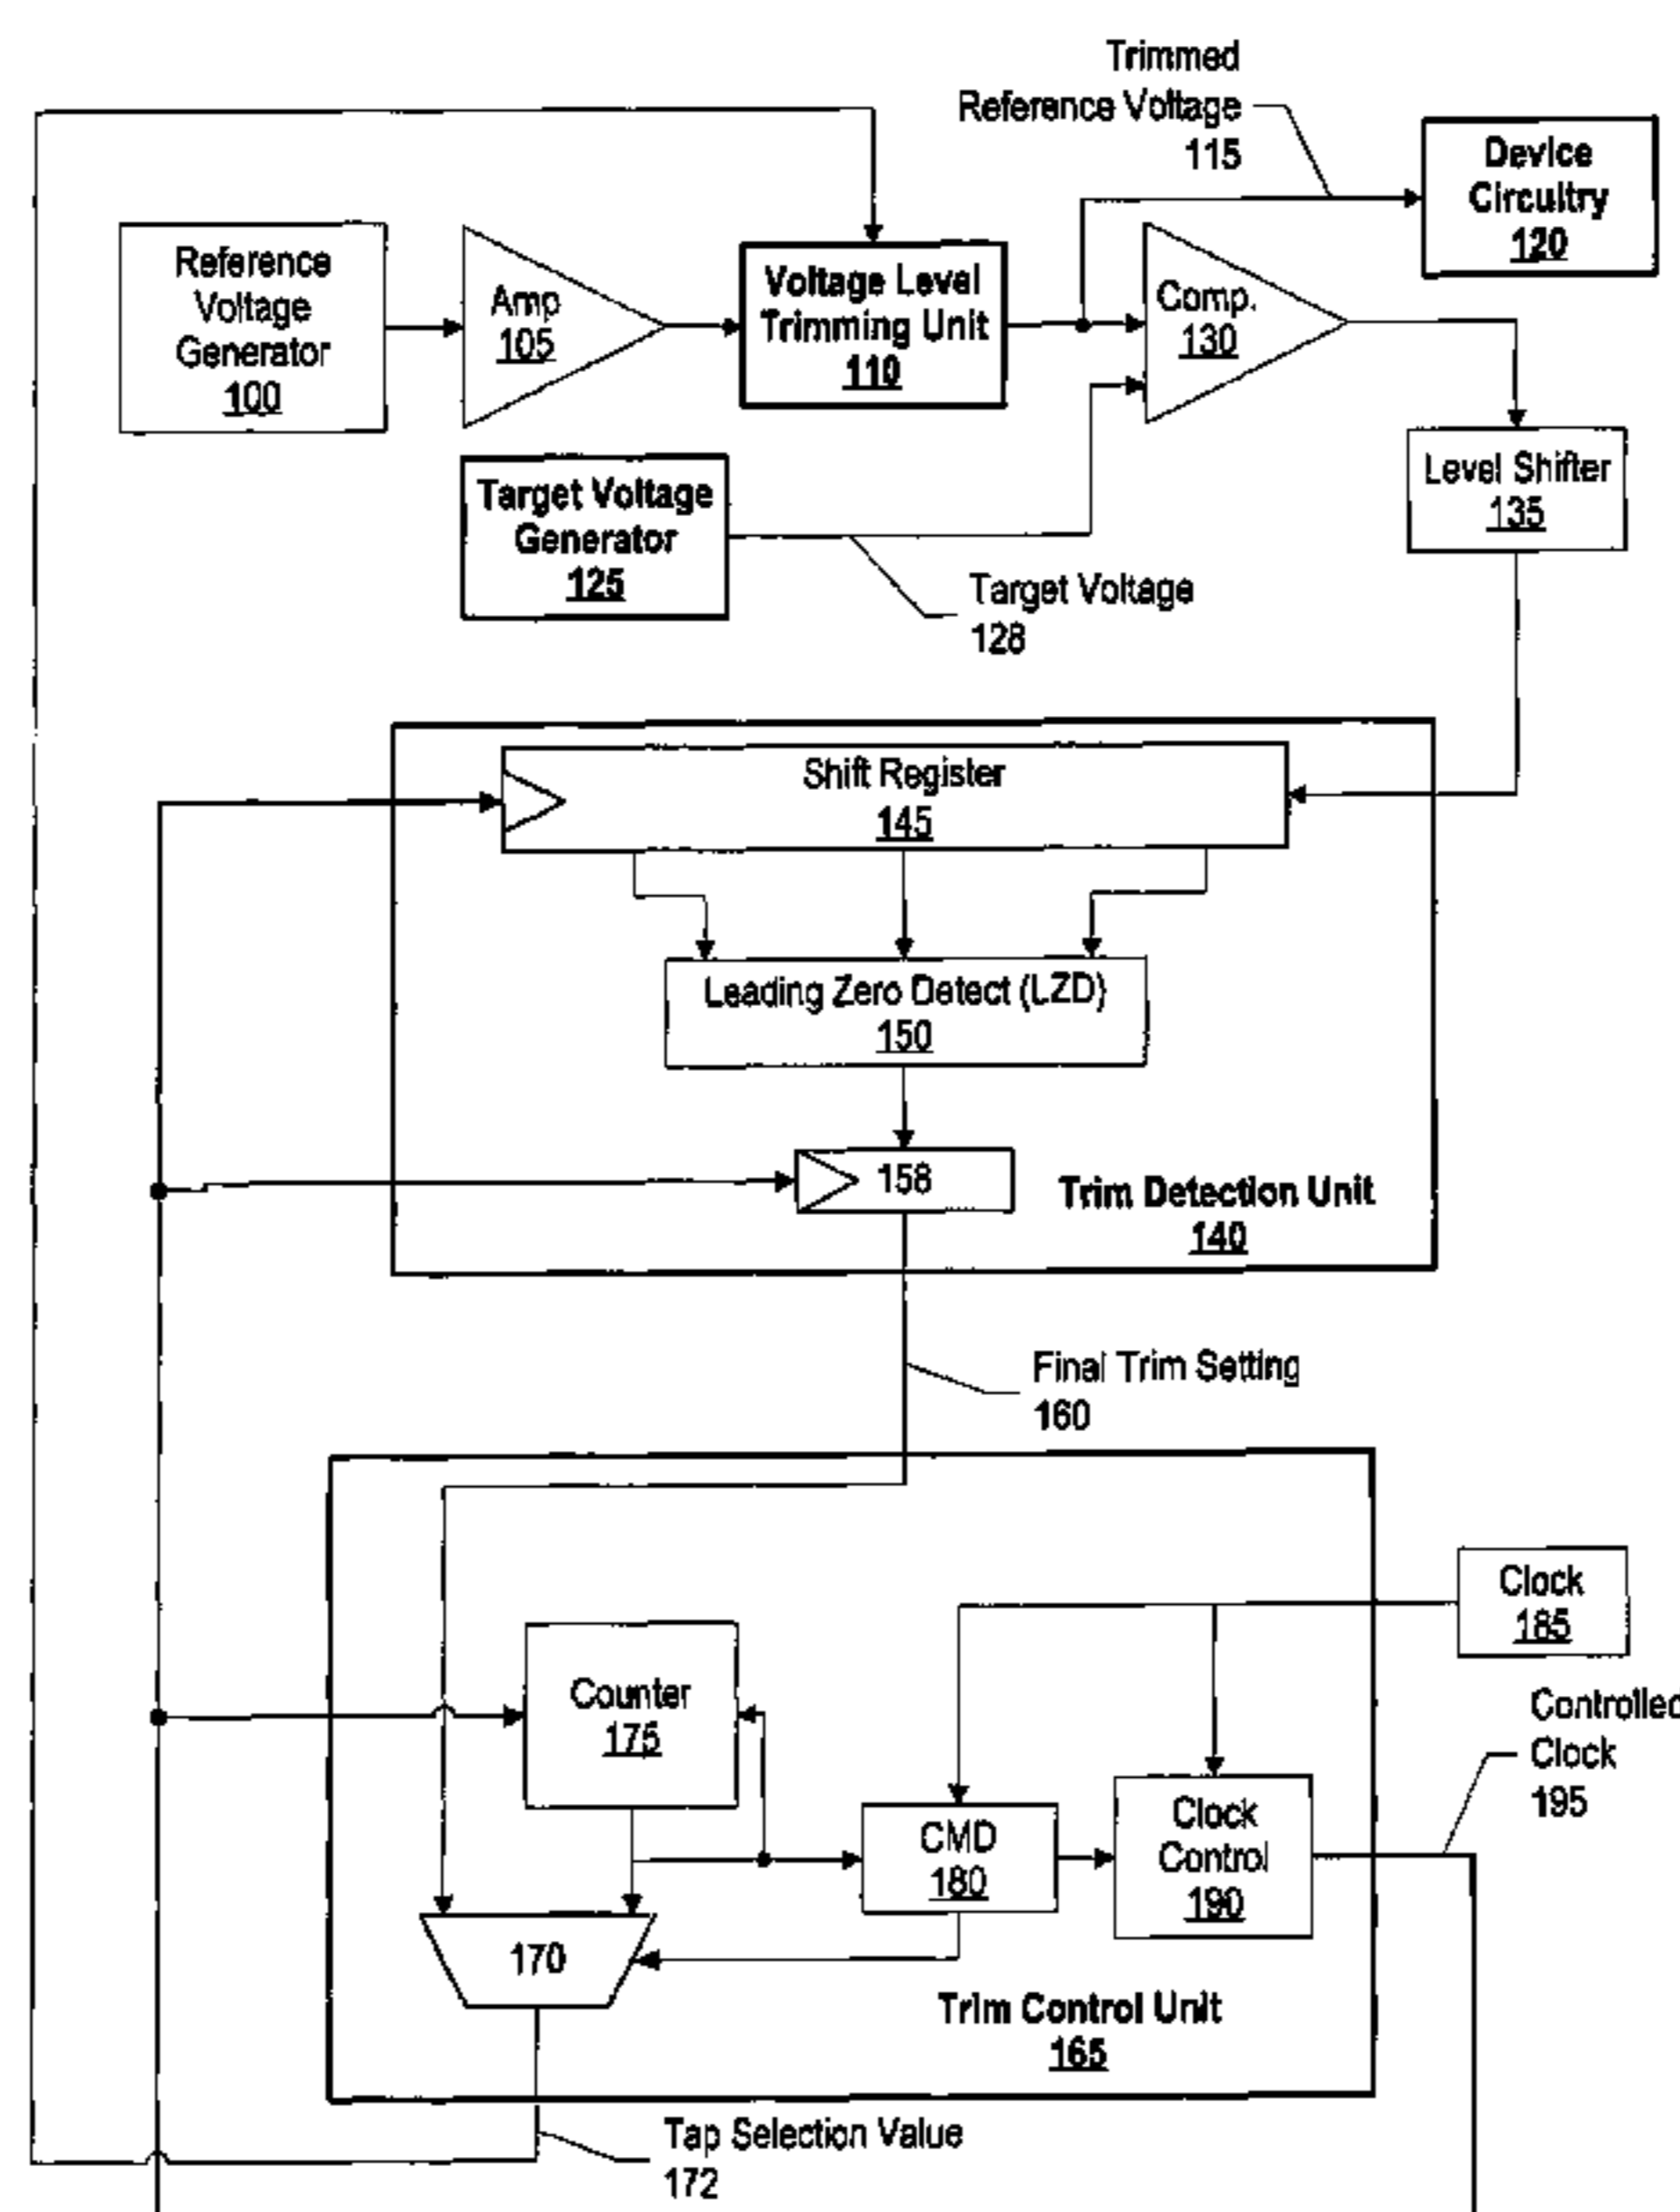 Trimmed
Reference Voltage
115
Device
Circuitry
120
Reference
Voltage
Generator
100
Amp
105
Voltage Level
Trimming Unit
110
Comp.
130
Target Voltage
Generator
125
Level Shifter
135
Target Voltage
128
Shift Register
145
Leading Zero Detect (LZD)
150
158
Trim Detection Unit
140
Final Trim Setting
160
Clock
185
Counter
175
Controlled
Clock
195
CMD
180
Clock
Control
190
170
Trim Control Unit
165
Tap Selection Value
172